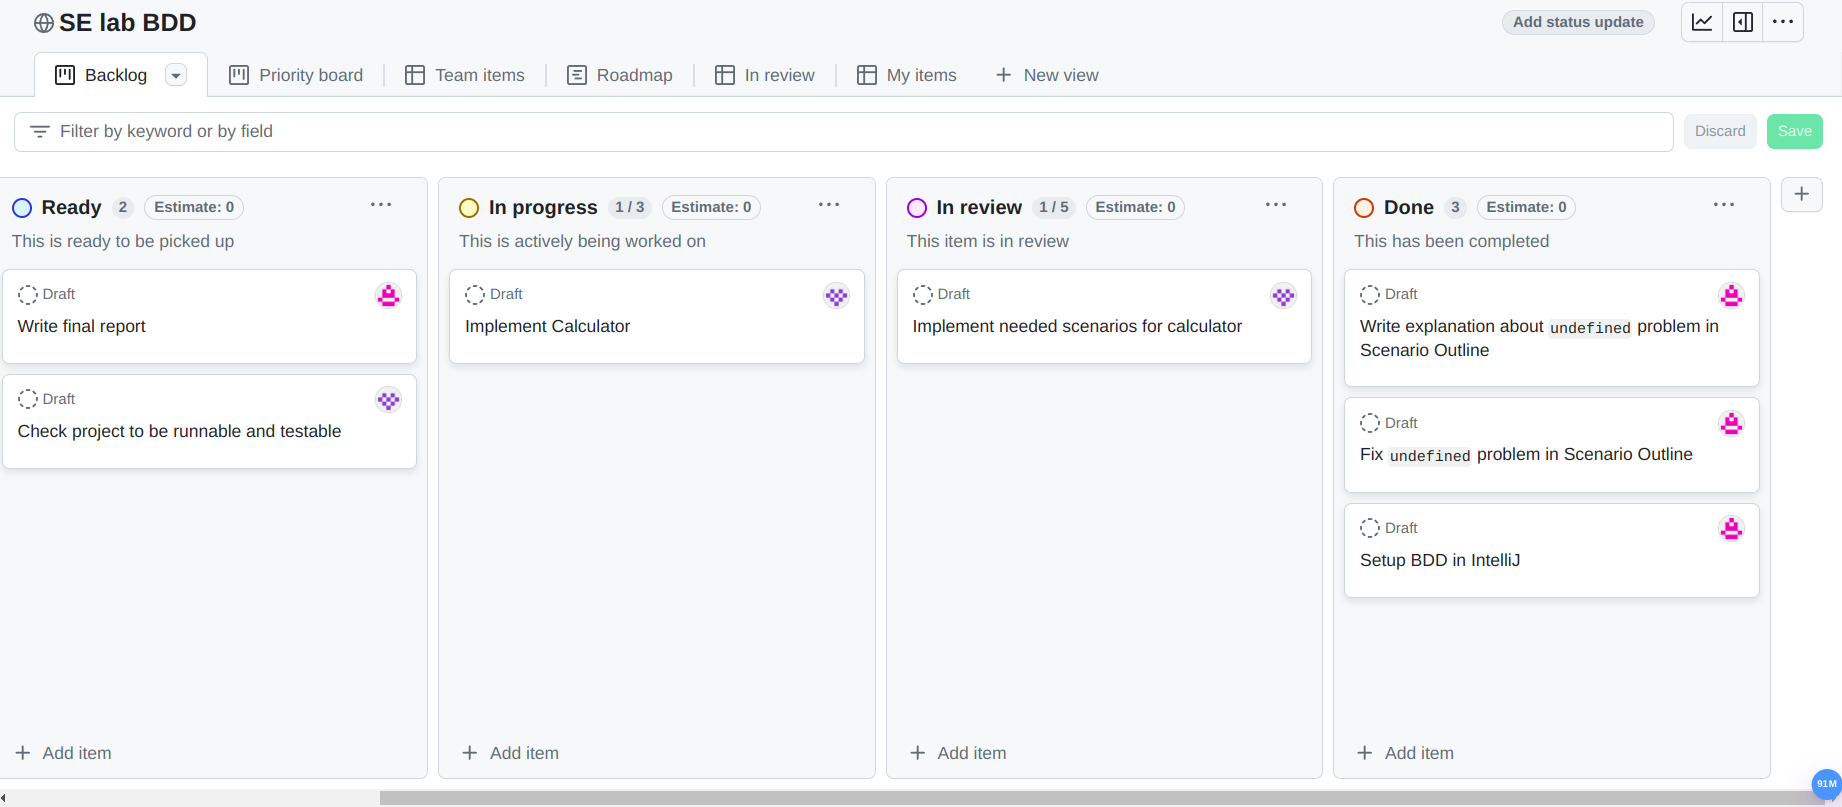 SE lab BDD
Add status update
Backlog
Priority board
Team items
Roadmap
In review
My items
New view
Filter by keyword or by field
Discard
Save
Ready 2 Estimate: 0
This is ready to be picked up
Draft
Write final report
Draft
Check project to be runnable and testable
Add item
In progress 1 / 3 Estimate: 0
This is actively being worked on
Draft
Implement Calculator
Add item
In review 1 / 5 Estimate: 0
This item is in review
Draft
Implement needed scenarios for calculator
Add item
Done 3 Estimate: 0
This has been completed
Draft
Write explanation about undefined problem in
Scenario Outline
Draft
Fix undefined problem in Scenario Outline
Draft
Setup BDD in IntelliJ
Add item
91M